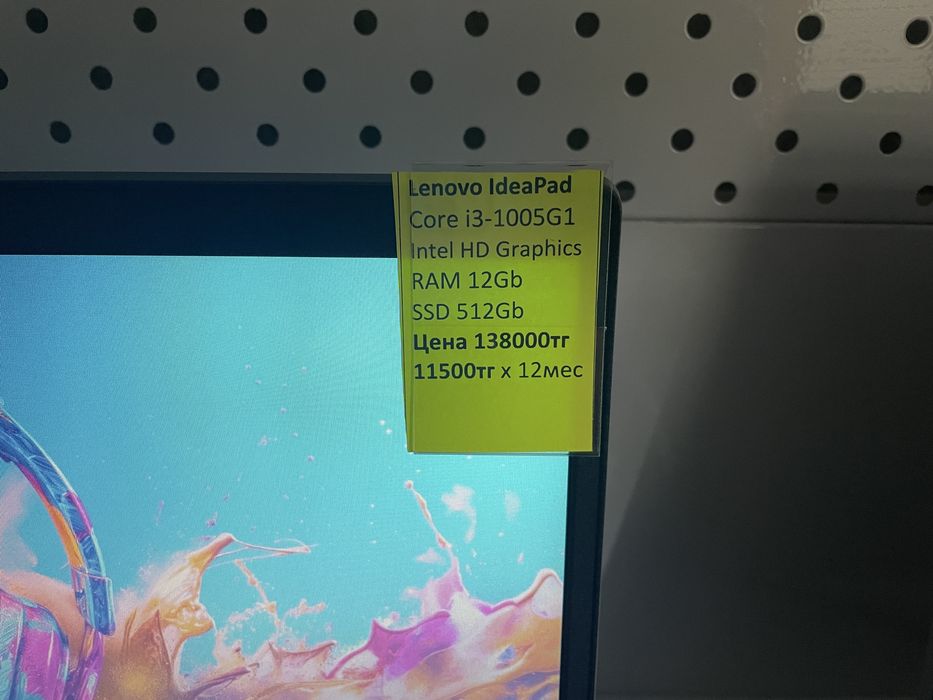 Lenovo IdeaPad
Core i3-1005G1
Intel HD Graphics
RAM 12Gb
SSD 512Gb
Цена 138000тг
11500тг x 12мес